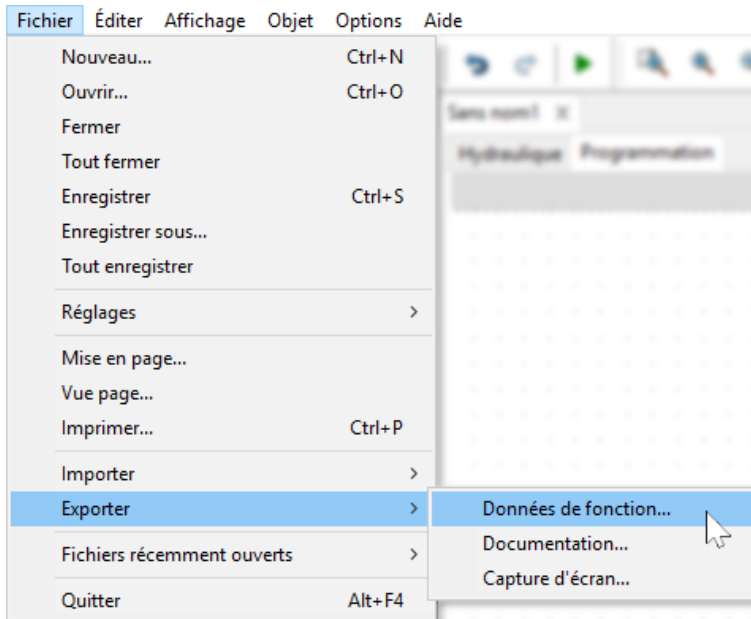 Fichier Éditer Affichage Objet Options Aide
Nouveau... Ctrl+N
Ouvrir... Ctrl+O
Fermer
Tout fermer
Enregistrer Ctrl+S
Enregistrer sous...
Tout enregistrer
Réglages >
Mise en page...
Vue page...
Imprimer... Ctrl+P
Importer >
Exporter >
Fichiers récemment ouverts >
Quitter Alt+F4
Sans nom1 X
Hydraulique Programmation
Données de fonction...
Documentation...
Capture d'écran...